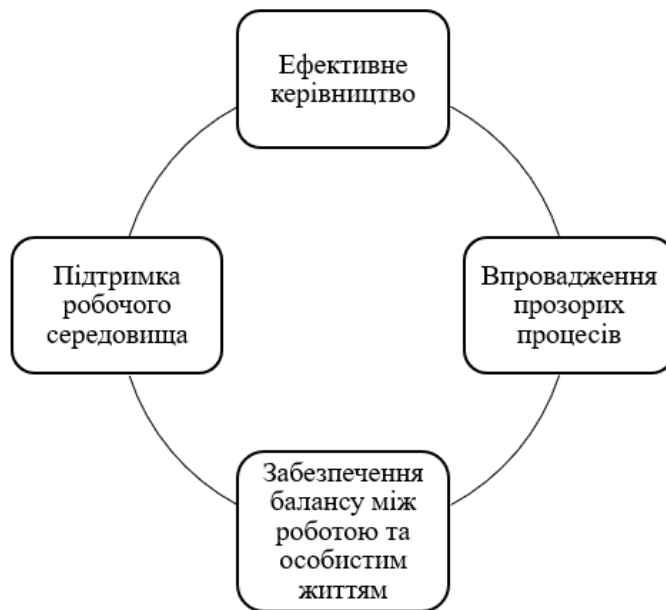 Ефективне
керівництво
Підтримка
робочого
середовища
Впровадження
прозорих
процесів
Забезпечення
балансу між
роботою та
особистим
життям